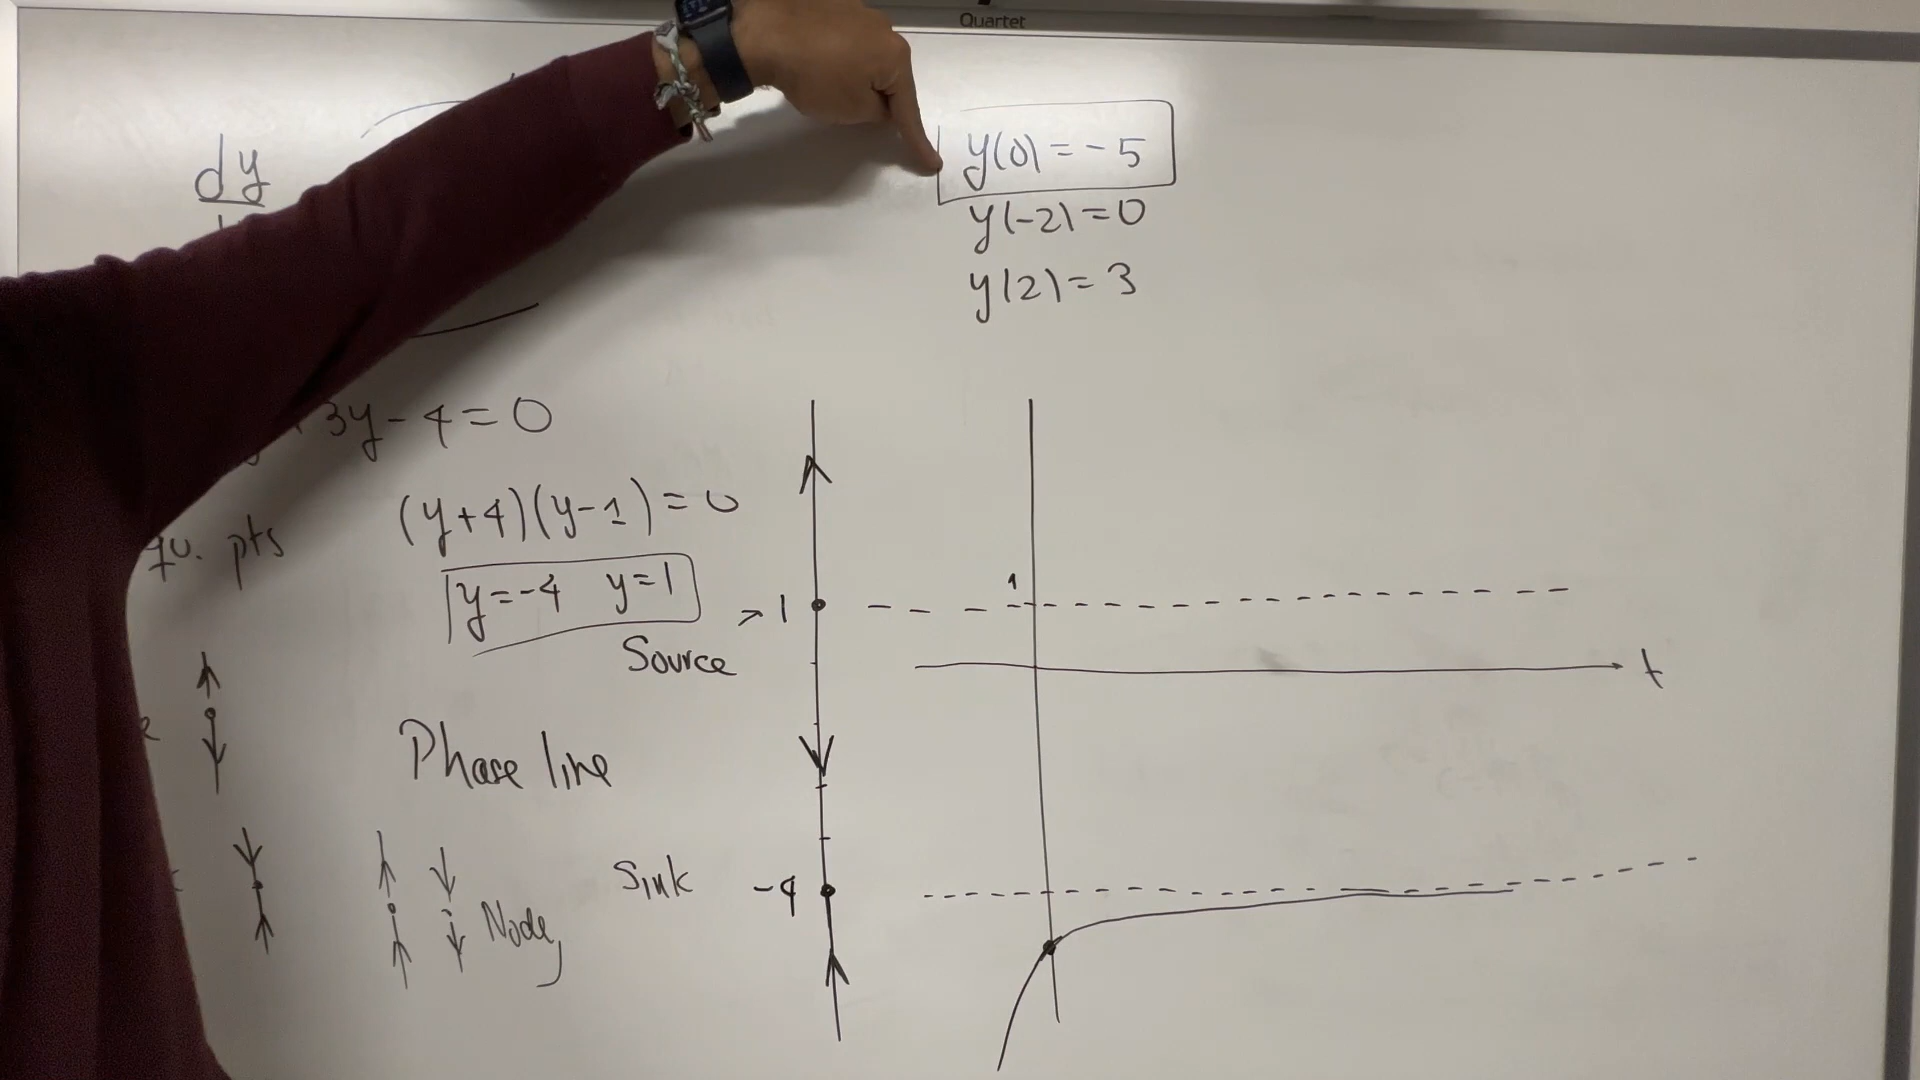 Quartet
dy
y(0) = -5
y(-2) = 0
y(2) = 3
3y - 4 = 0
(y+4)(y-1) = 0
qu. pts
y=-4 y=1
> 1
1
Source
t
Phase line
Sink
-4
Node